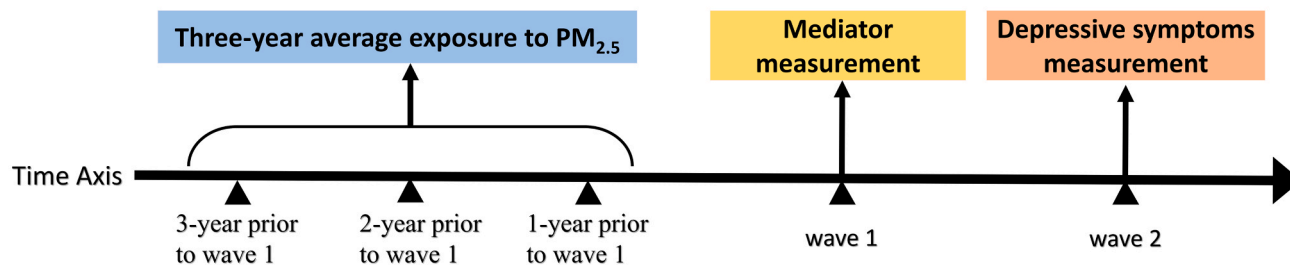 Three-year average exposure to PM₂.₅
Mediator
measurement
Depressive symptoms
measurement
Time Axis
3-year prior
to wave 1
2-year prior
to wave 1
1-year prior
to wave 1
wave 1
wave 2